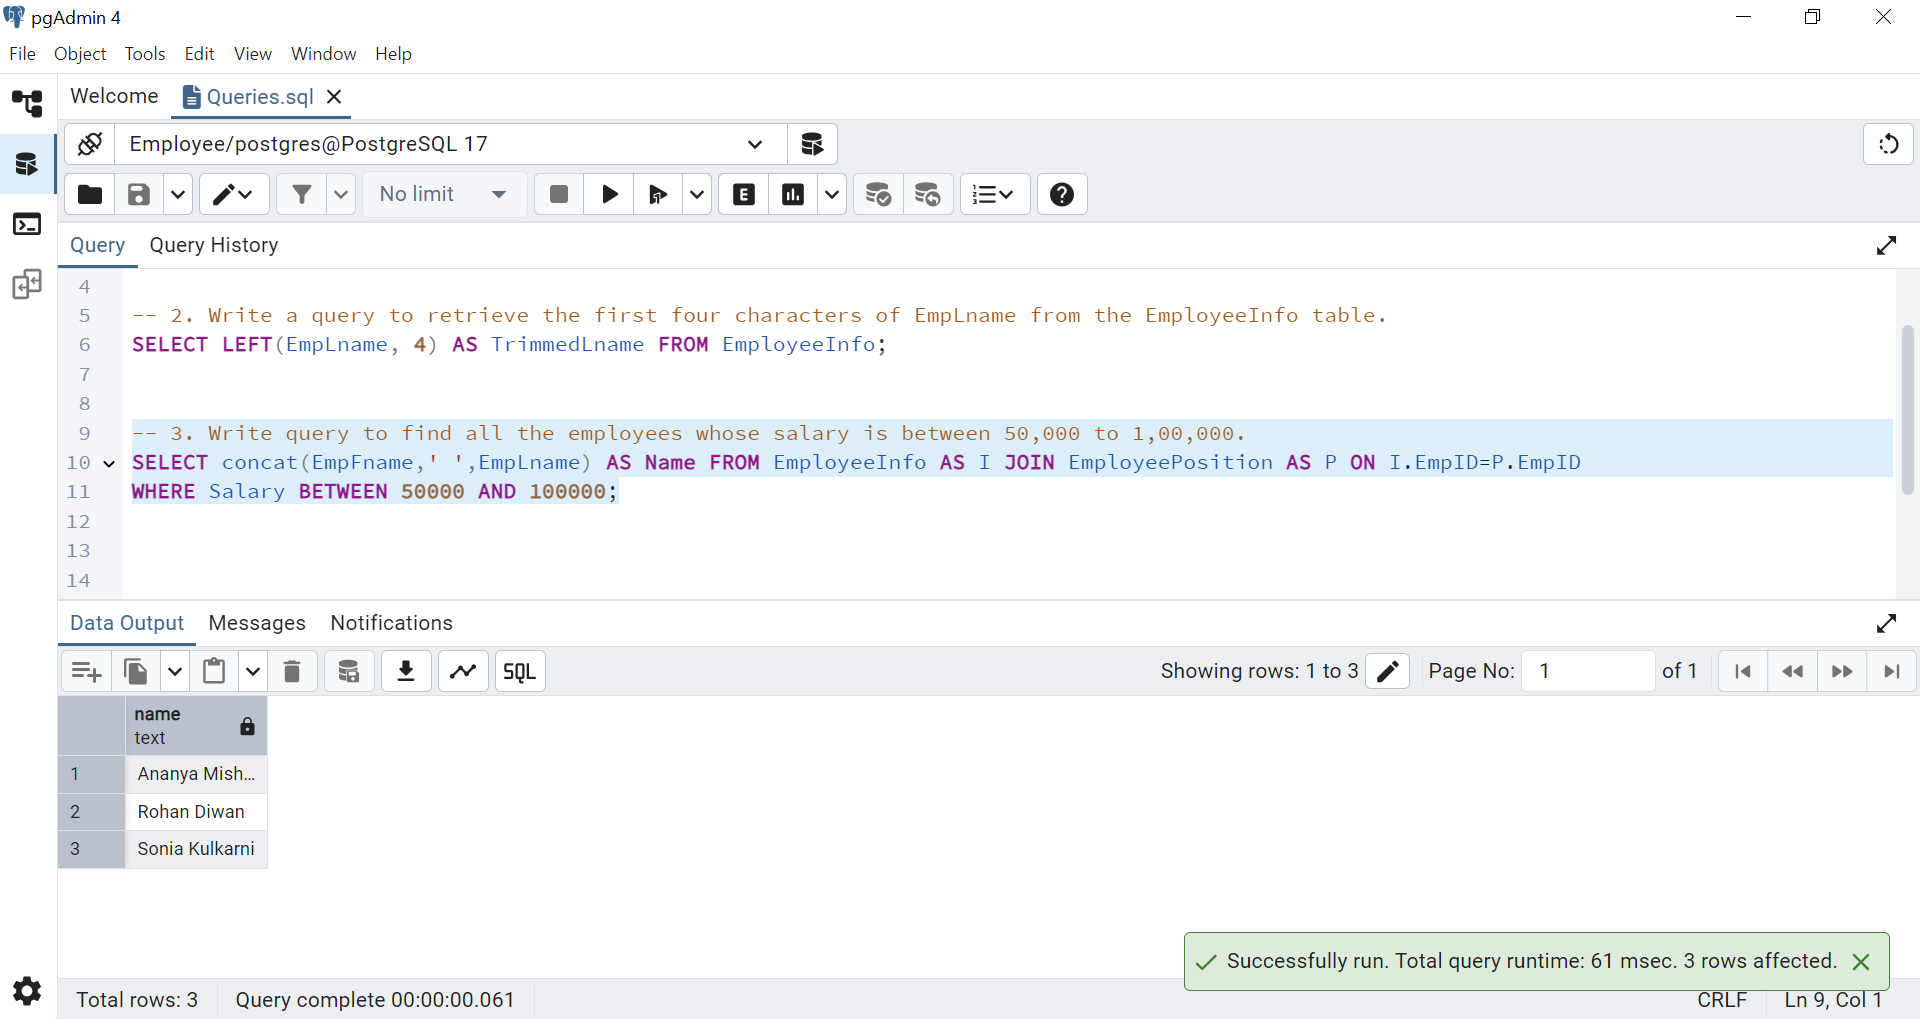 pgAdmin 4
File Object Tools Edit View Window Help
Welcome Queries.sql
Employee/postgres@PostgreSQL 17
No limit
E
Query Query History
4
5 -- 2. Write a query to retrieve the first four characters of EmpLname from the EmployeeInfo table.
6 SELECT LEFT(EmpLname, 4) AS TrimmedLname FROM EmployeeInfo;
7
8
9 -- 3. Write query to find all the employees whose salary is between 50,000 to 1,00,000.
10 SELECT concat(EmpFname,' ',EmpLname) AS Name FROM EmployeeInfo AS I JOIN EmployeePosition AS P ON I.EmpID=P.EmpID
11 WHERE Salary BETWEEN 50000 AND 100000;
12
13
14
Data Output Messages Notifications
SQL Showing rows: 1 to 3 Page No: 1 of 1
name
text
1 Ananya Mish...
2 Rohan Diwan
3 Sonia Kulkarni
Successfully run. Total query runtime: 61 msec. 3 rows affected.
Total rows: 3 Query complete 00:00:00.061 CRLF Ln 9, Col 1